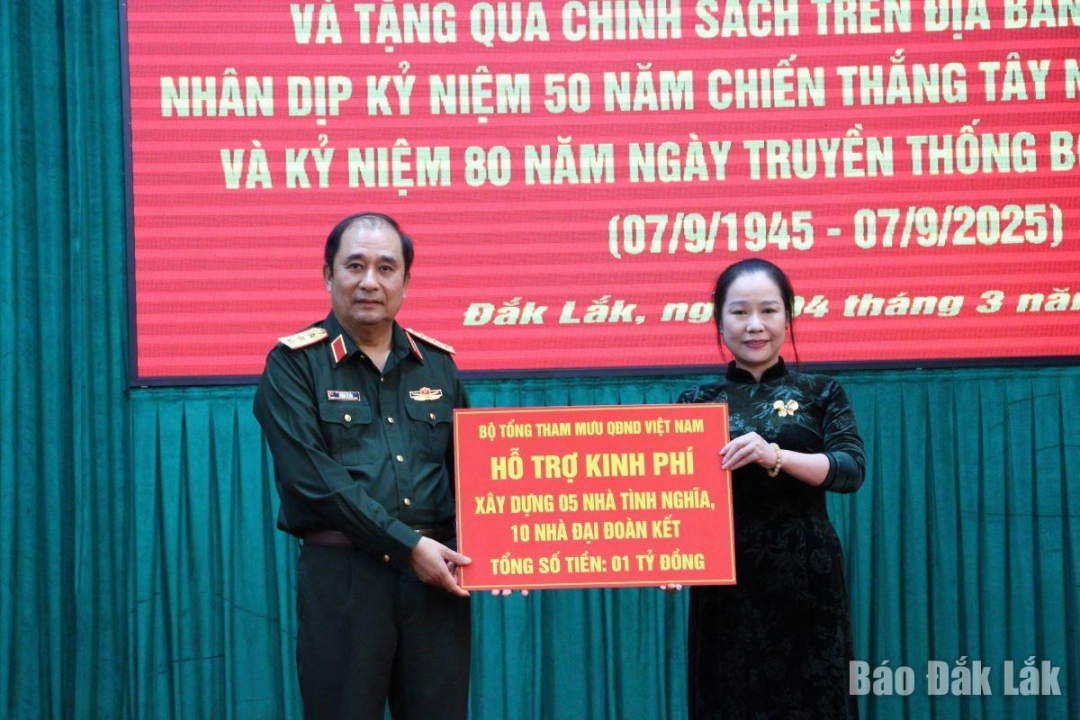 VÀ TẶNG QUÀ CHÍNH SÁCH TRÊN ĐỊA BÀN
NHÂN DỊP KỶ NIỆM 50 NĂM CHIẾN THẮNG TÂY N
VÀ KỶ NIỆM 80 NĂM NGÀY TRUYỀN THỐNG B
(07/9/1945 - 07/9/2025)
Đắk Lắk, 04 tháng 3 năm
BỘ TỔNG THAM MƯU QĐND VIỆT NAM
HỖ TRỢ KINH PHÍ
XÂY DỰNG 05 NHÀ TÌNH NGHĨA,
10 NHÀ ĐẠI ĐOÀN KẾT
TỔNG SỐ TIỀN: 01 TỶ ĐỒNG
Báo Đắk Lắk